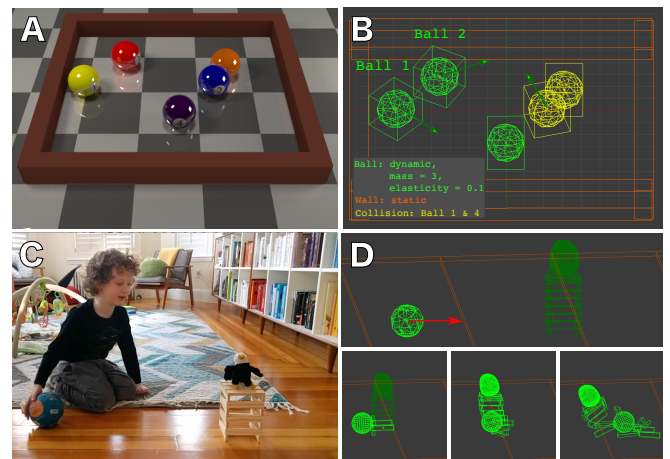 A
B
Ball 2
Ball 1
Ball: dynamic,
mass = 3,
elasticity = 0.1
Wall: static
Collision: Ball 1 & 4
C
D